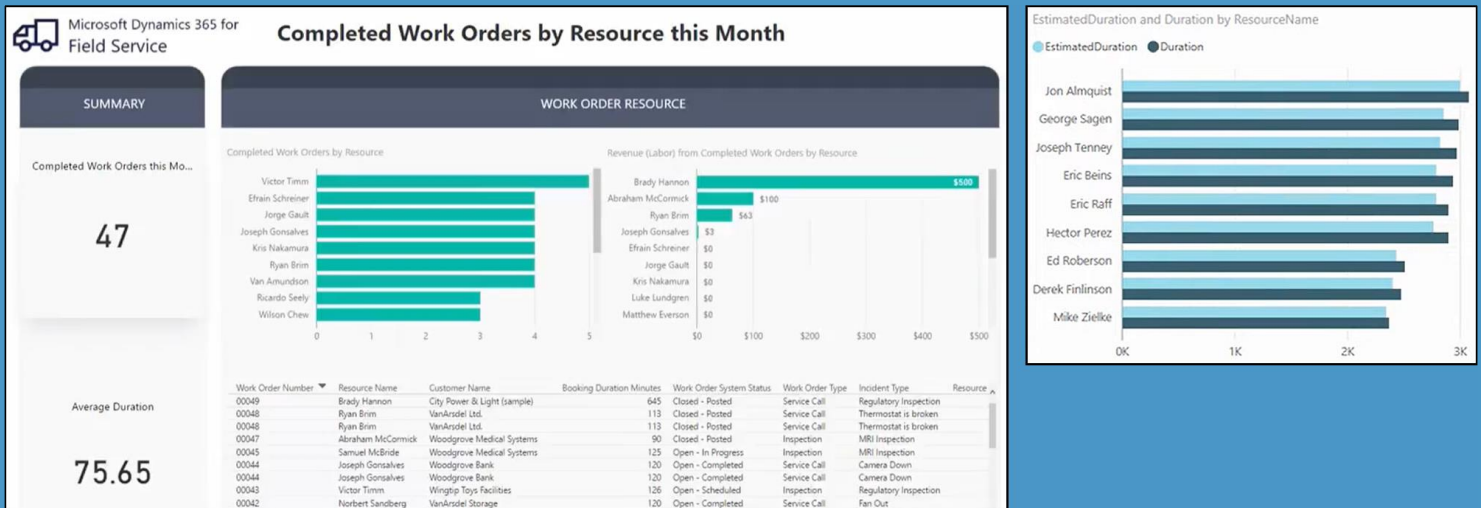 Microsoft Dynamics 365 for
Field Service
Completed Work Orders by Resource this Month
SUMMARY
Completed Work Orders this Mo...
47
Average Duration
75.65
WORK ORDER RESOURCE
Completed Work Orders by Resource
Victor Timm
Efrain Schreiner
Jorge Gault
Joseph Gonsalves
Kris Nakamura
Ryan Brim
Van Amundson
Ricardo Seely
Wilson Chew
0 1 2 3 4 5
Revenue (Labor) from Completed Work Orders by Resource
Brady Hannon $500
Abraham McCormick $100
Ryan Brim $63
Joseph Gonsalves $3
Efrain Schreiner $0
Jorge Gault $0
Kris Nakamura $0
Luke Lundgren $0
Matthew Everson $0
$0 $100 $200 $300 $400 $500
Work Order Number Resource Name Customer Name Booking Duration Minutes Work Order System Status Work Order Type Incident Type Resource
00049 Brady Hannon City Power & Light (sample) 645 Closed - Posted Service Call Regulatory Inspection
00048 Ryan Brim VanArsdel Ltd. 113 Closed - Posted Service Call Thermostat is broken
00048 Ryan Brim VanArsdel Ltd. 113 Closed - Posted Service Call Thermostat is broken
00047 Abraham McCormick Woodgrove Medical Systems 90 Closed - Posted Inspection MRI Inspection
00045 Samuel McBride Woodgrove Medical Systems 125 Open - In Progress Inspection MRI Inspection
00044 Joseph Gonsalves Woodgrove Bank 120 Open - Completed Service Call Camera Down
00044 Joseph Gonsalves Woodgrove Bank 120 Open - Completed Service Call Camera Down
00043 Victor Timm Wingtip Toys Facilities 126 Open - Scheduled Inspection Regulatory Inspection
00042 Norbert Sandberg VanArsdel Storage 120 Open - Completed Service Call Fan Out
EstimatedDuration and Duration by ResourceName
EstimatedDuration Duration
Jon Almquist
George Sagen
Joseph Tenney
Eric Beins
Eric Raff
Hector Perez
Ed Roberson
Derek Finlinson
Mike Zielke
0K 1K 2K 3K